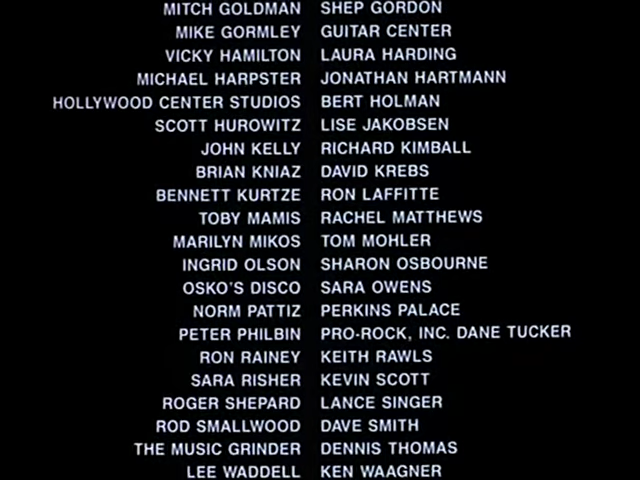 MITCH GOLDMAN SHEP GORDON
MIKE GORMLEY GUITAR CENTER
VICKY HAMILTON LAURA HARDING
MICHAEL HARPSTER JONATHAN HARTMANN
HOLLYWOOD CENTER STUDIOS BERT HOLMAN
SCOTT HUROWITZ LISE JAKOBSEN
JOHN KELLY RICHARD KIMBALL
BRIAN KNIAZ DAVID KREBS
BENNETT KURTZE RON LAFFITTE
TOBY MAMIS RACHEL MATTHEWS
MARILYN MIKOS TOM MOHLER
INGRID OLSON SHARON OSBOURNE
OSKO'S DISCO SARA OWENS
NORM PATTIZ PERKINS PALACE
PETER PHILBIN PRO-ROCK, INC. DANE TUCKER
RON RAINEY KEITH RAWLS
SARA RISHER KEVIN SCOTT
ROGER SHEPARD LANCE SINGER
ROD SMALLWOOD DAVE SMITH
THE MUSIC GRINDER DENNIS THOMAS
LEE WADDELL KEN WAAGNER